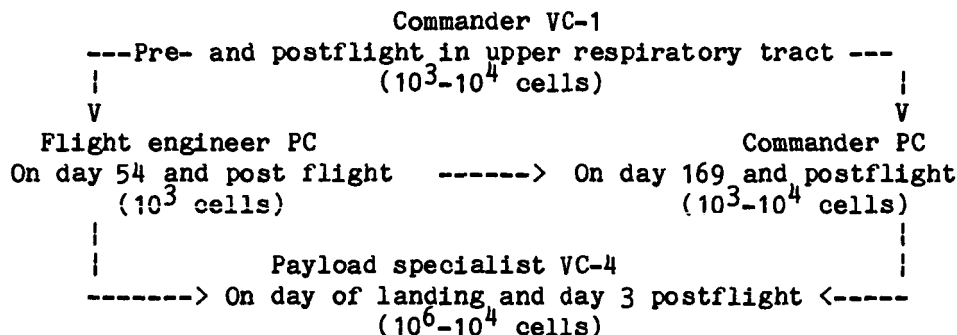 Commander VC-1
---Pre- and postflight in upper respiratory tract ---
(10³-10⁴ cells)
V V
Flight engineer PC Commander PC
On day 54 and post flight ------> On day 169 and postflight
(10³ cells) (10³-10⁴ cells)
Payload specialist VC-4
-------> On day of landing and day 3 postflight <-----
(10⁶-10⁴ cells)